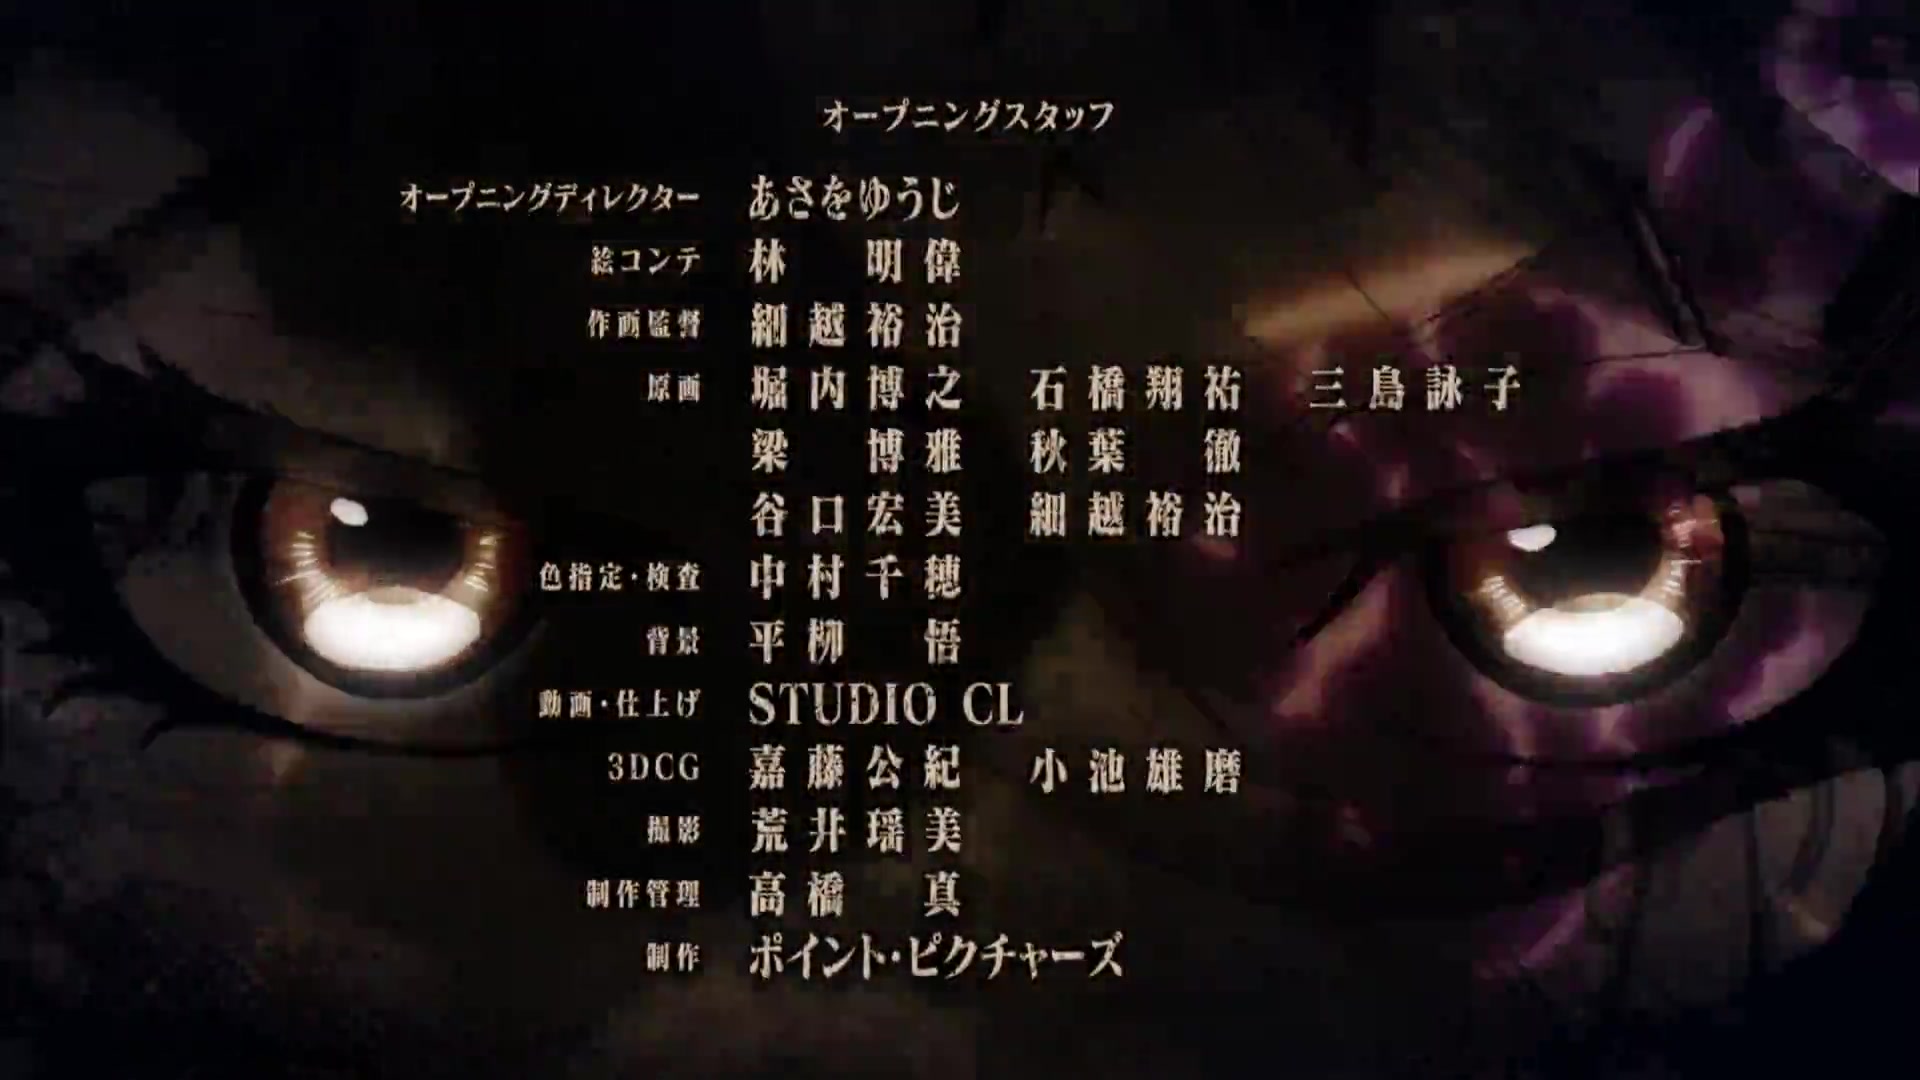 オープニングスタッフ
オープニングディレクター あさをゆうじ
絵コンテ 林 明偉
作画監督 細越裕治
原画 堀内博之 石橋翔祐 三島詠子
梁 博雅 秋葉 徹
谷口宏美 細越裕治
色指定・検査 中村千穂
背景 平柳 悟
動画・仕上げ STUDIO CL
3DCG 嘉藤公紀 小池雄磨
撮影 荒井瑶美
制作管理 高橋 真
制作 ポイント・ピクチャーズ